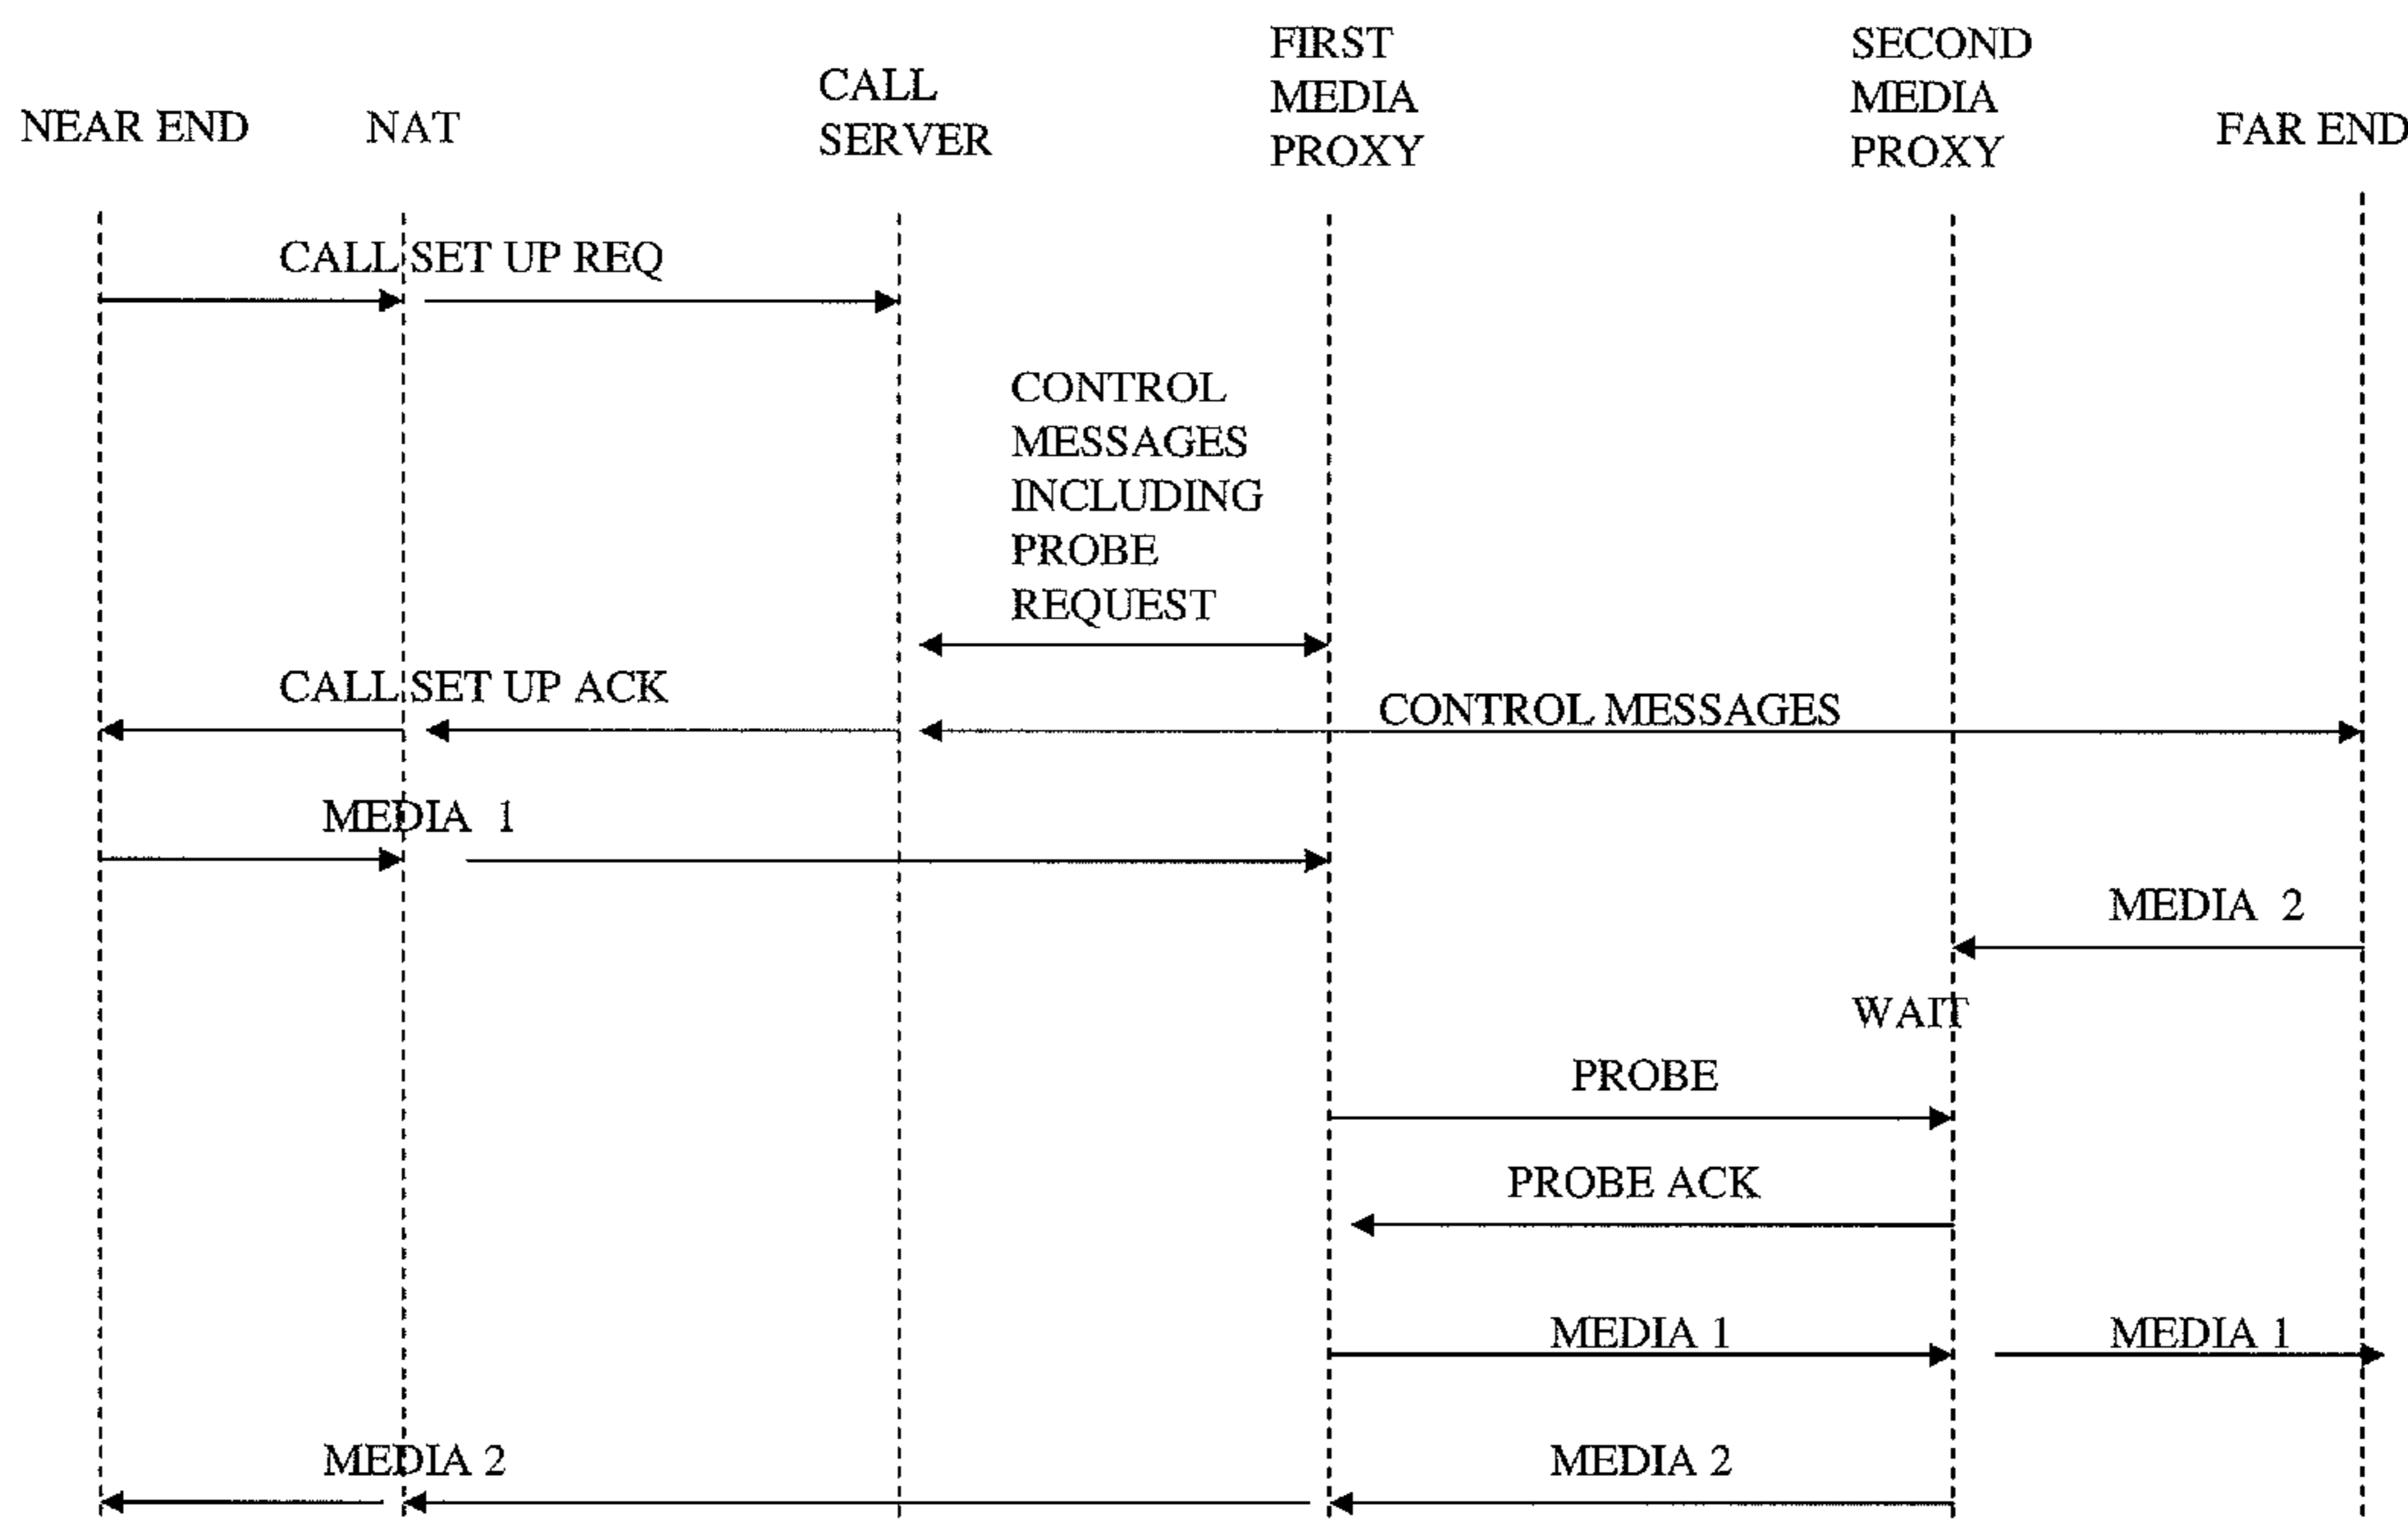 NEAR END
NAT
CALL
SERVER
FIRST
MEDIA
PROXY
SECOND
MEDIA
PROXY
FAR END
CALL SET UP REQ
CONTROL
MESSAGES
INCLUDING
PROBE
REQUEST
CALL SET UP ACK
CONTROL MESSAGES
MEDIA 1
MEDIA 2
WAIT
PROBE
PROBE ACK
MEDIA 1
MEDIA 1
MEDIA 2
MEDIA 2